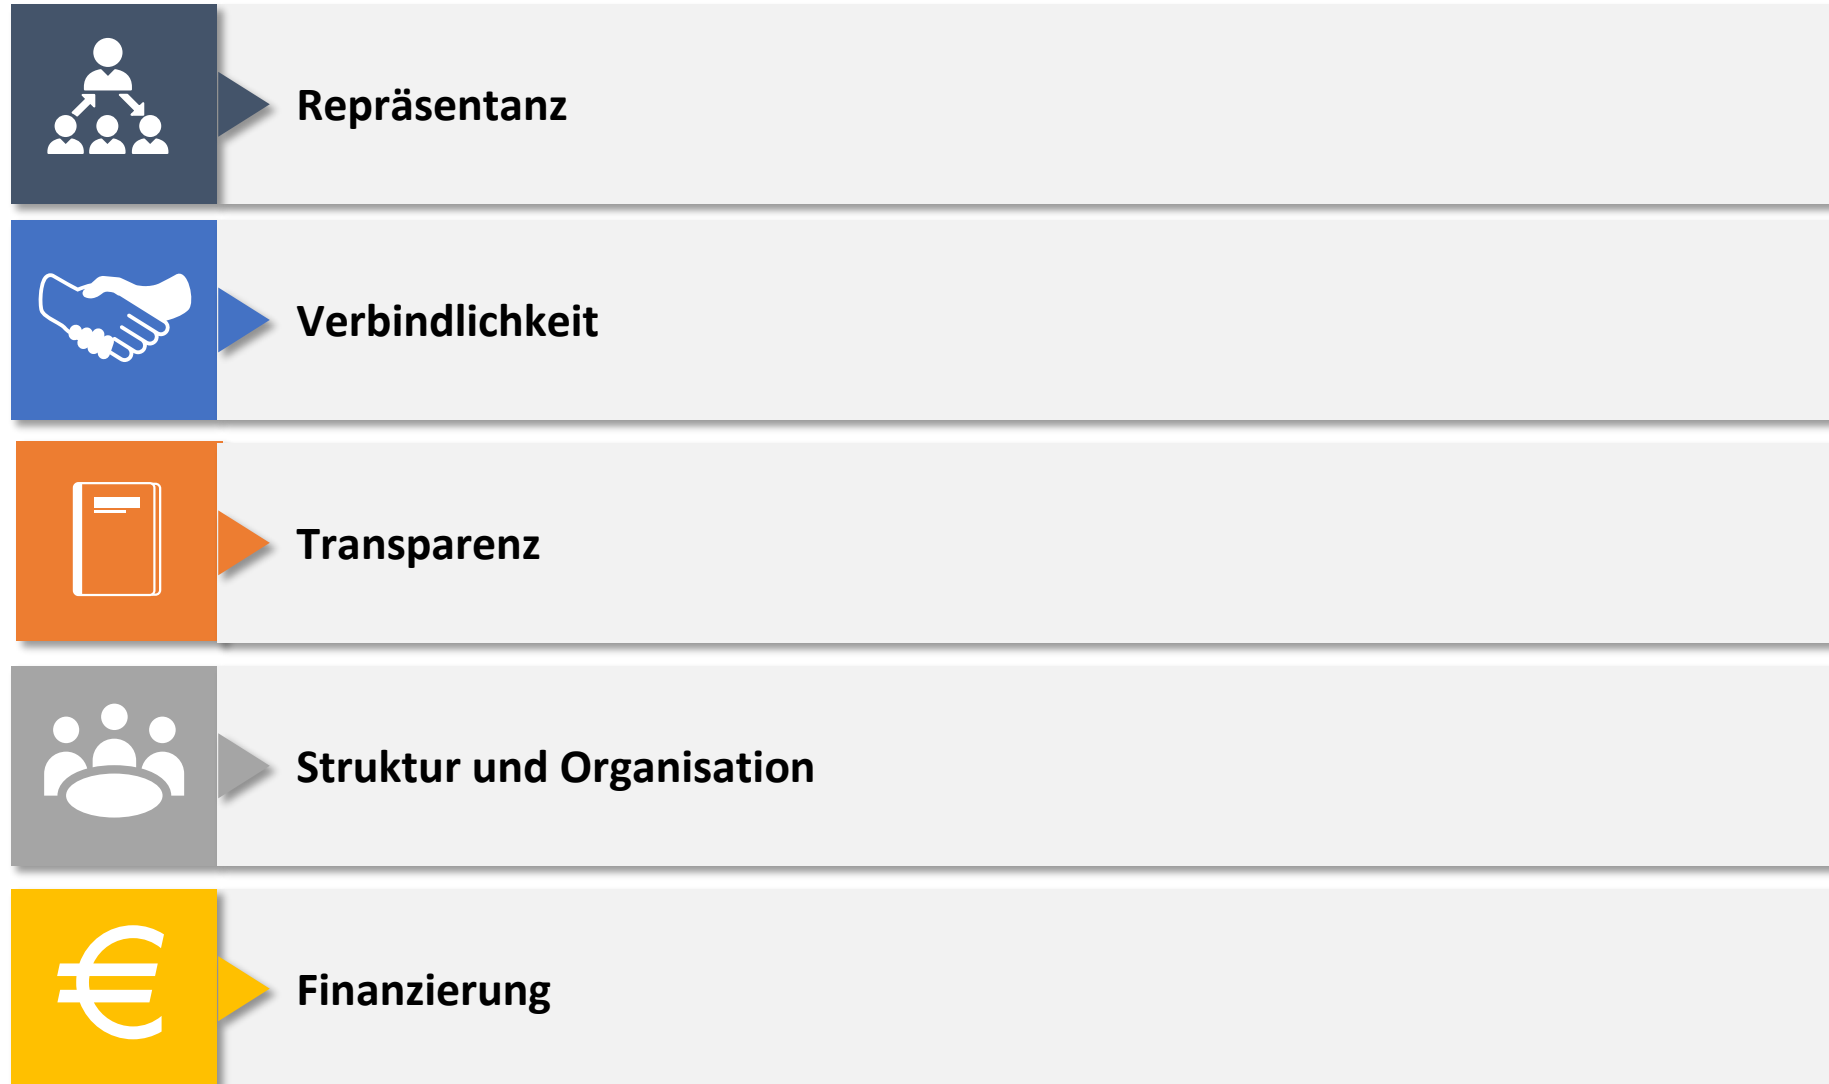 Repräsentanz
Verbindlichkeit
Transparenz
Struktur und Organisation
€
Finanzierung